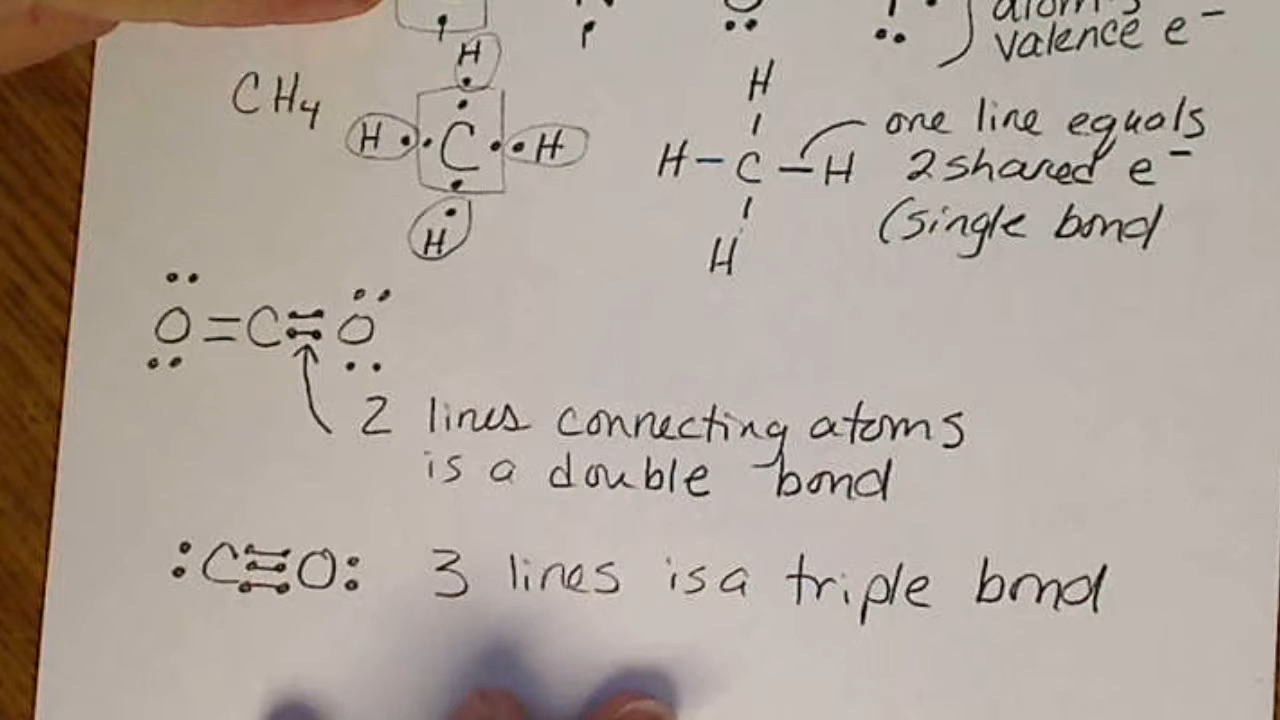 atom's
valence e⁻
CH4
H
H C H
H
H
H-C-H
H
one line equals
2 shared e⁻
(single bond
O=C=O
2 lines connecting atoms
is a double bond
:C≡O: 3 lines is a triple bond